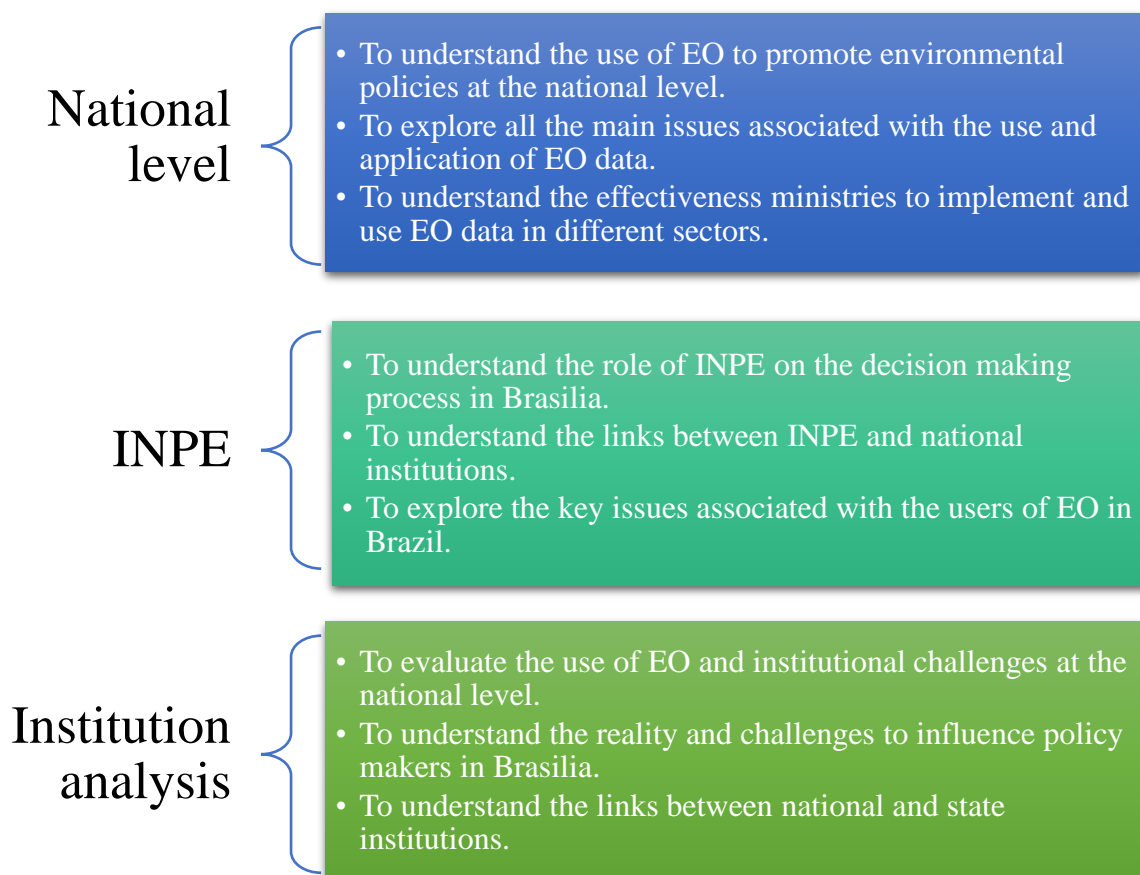 National
level
• To understand the use of EO to promote environmental
policies at the national level.
• To explore all the main issues associated with the use and
application of EO data.
• To understand the effectiveness ministries to implement and
use EO data in different sectors.
INPE
• To understand the role of INPE on the decision making
process in Brasilia.
• To understand the links between INPE and national
institutions.
• To explore the key issues associated with the users of EO in
Brazil.
Institution
analysis
• To evaluate the use of EO and institutional challenges at the
national level.
• To understand the reality and challenges to influence policy
makers in Brasilia.
• To understand the links between national and state
institutions.